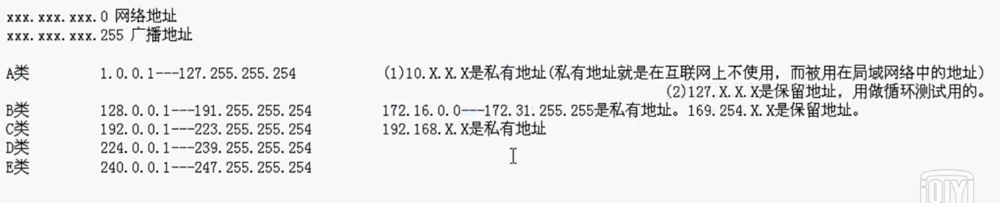 xxx.xxx.xxx.0 网络地址
xxx.xxx.xxx.255 广播地址
A类 1.0.0.1---127.255.255.254 (1)10.X.X.X是私有地址(私有地址就是在互联网上不使用，而被用在局域网络中的地址)
(2)127.X.X.X是保留地址，用做循环测试用的。
B类 128.0.0.1---191.255.255.254 172.16.0.0---172.31.255.255是私有地址。169.254.X.X是保留地址。
C类 192.0.0.1---223.255.255.254 192.168.X.X是私有地址
D类 224.0.0.1---239.255.255.254
E类 240.0.0.1---247.255.255.254
iQIYI